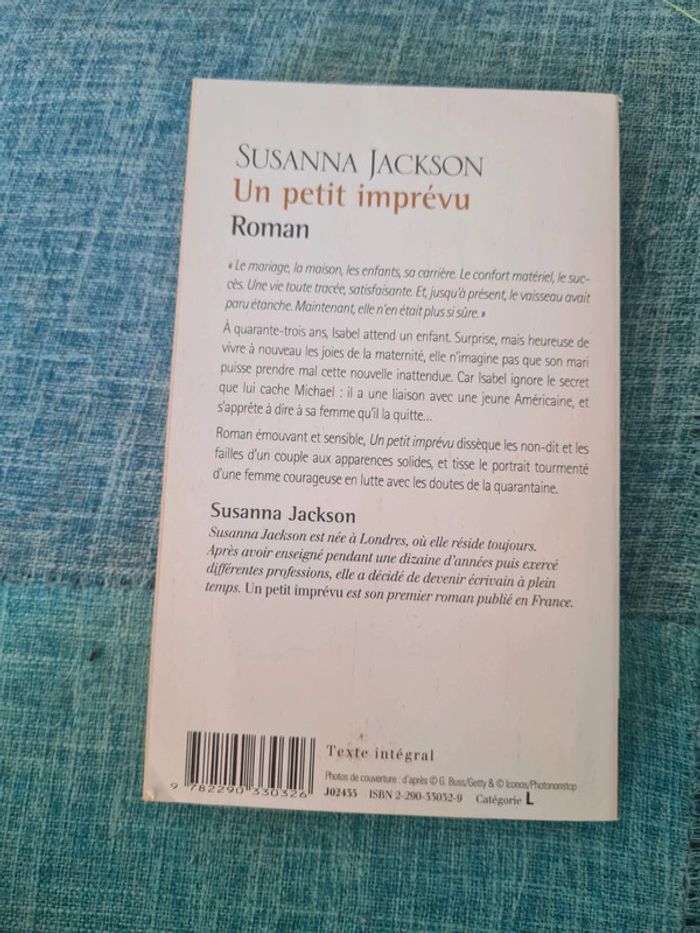 SUSANNA JACKSON
Un petit imprévu
Roman
« Le mariage, la maison, les enfants, sa carrière. Le confort matériel, le suc-
cès. Une vie toute tracée, satisfaisante. Et, jusqu'à présent, le vaisseau avait
paru étanche. Maintenant, elle n'en était plus si sûre. »
À quarante-trois ans, Isabel attend un enfant. Surprise, mais heureuse de
vivre à nouveau les joies de la maternité, elle n'imagine pas que son mari
puisse prendre mal cette nouvelle inattendue. Car Isabel ignore le secret
que lui cache Michael : il a une liaison avec une jeune Américaine, et
s'apprête à dire à sa femme qu'il la quitte...
Roman émouvant et sensible, Un petit imprévu dissèque les non-dit et les
failles d'un couple aux apparences solides, et tisse le portrait tourmenté
d'une femme courageuse en lutte avec les doutes de la quarantaine.
Susanna Jackson
Susanna Jackson est née à Londres, où elle réside toujours.
Après avoir enseigné pendant une dizaine d'années puis exercé
différentes professions, elle a décidé de devenir écrivain à plein
temps. Un petit imprévu est son premier roman publié en France.
Texte intégral
Photos de couverture : d'après © G. Buss/Getty & © Iconos/Photononstop
J02455 ISBN 2-290-33032-9 Catégorie L
9 782290 330326